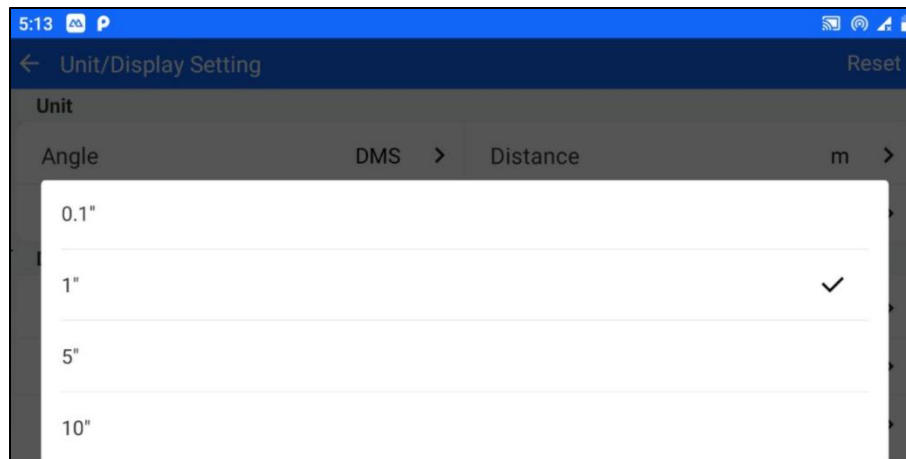 5:13
← Unit/Display Setting Reset
Unit
Angle DMS > Distance m >
0.1"
1" ✓
5"
10"